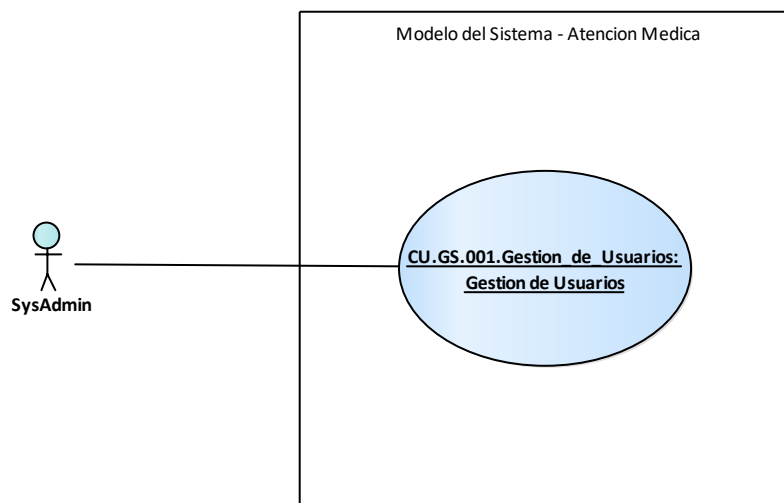 Modelo del Sistema - Atencion Medica
CU.GS.001.Gestion_de_Usuarios:
Gestion de Usuarios
SysAdmin